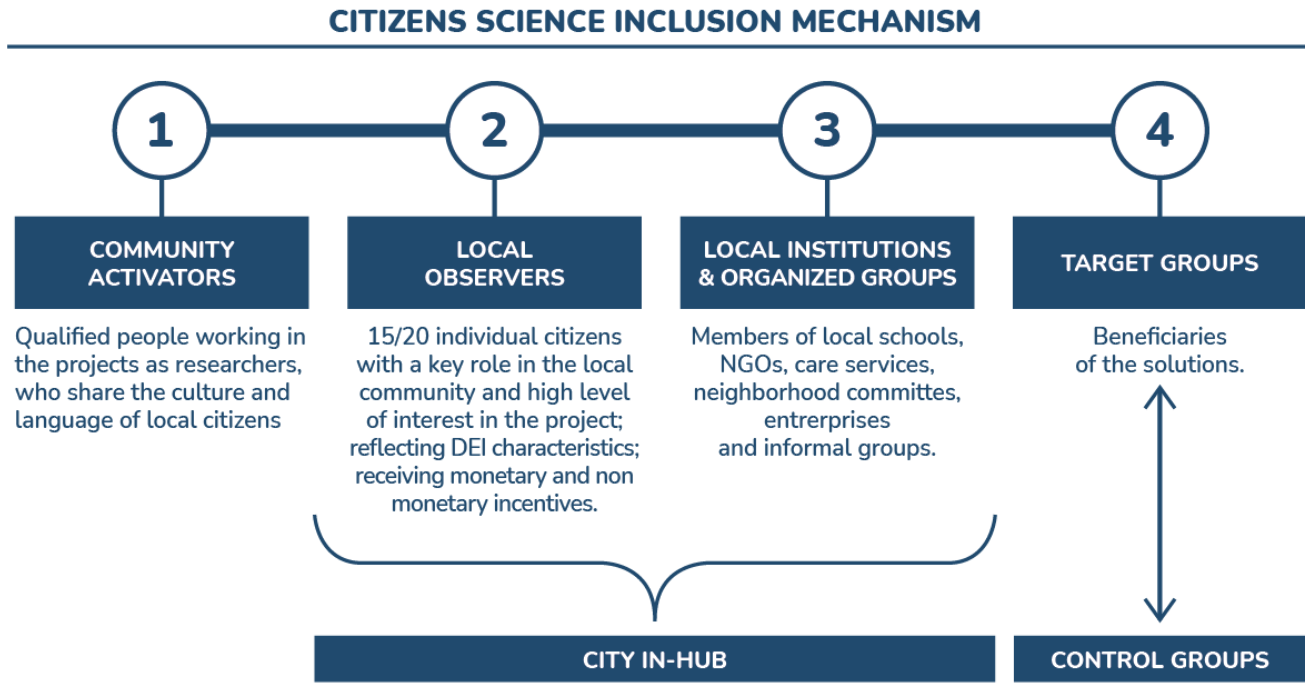 CITIZENS SCIENCE INCLUSION MECHANISM
1
2
3
4
COMMUNITY
ACTIVATORS
Qualified people working in
the projects as researchers,
who share the culture and
language of local citizens
LOCAL
OBSERVERS
15/20 individual citizens
with a key role in the local
community and high level
of interest in the project;
reflecting DEI characteristics;
receiving monetary and non
monetary incentives.
LOCAL INSTITUTIONS
& ORGANIZED GROUPS
Members of local schools,
NGOs, care services,
neighborhood committes,
entrerprises
and informal groups.
TARGET GROUPS
Beneficiaries
of the solutions.
CITY IN-HUB
CONTROL GROUPS